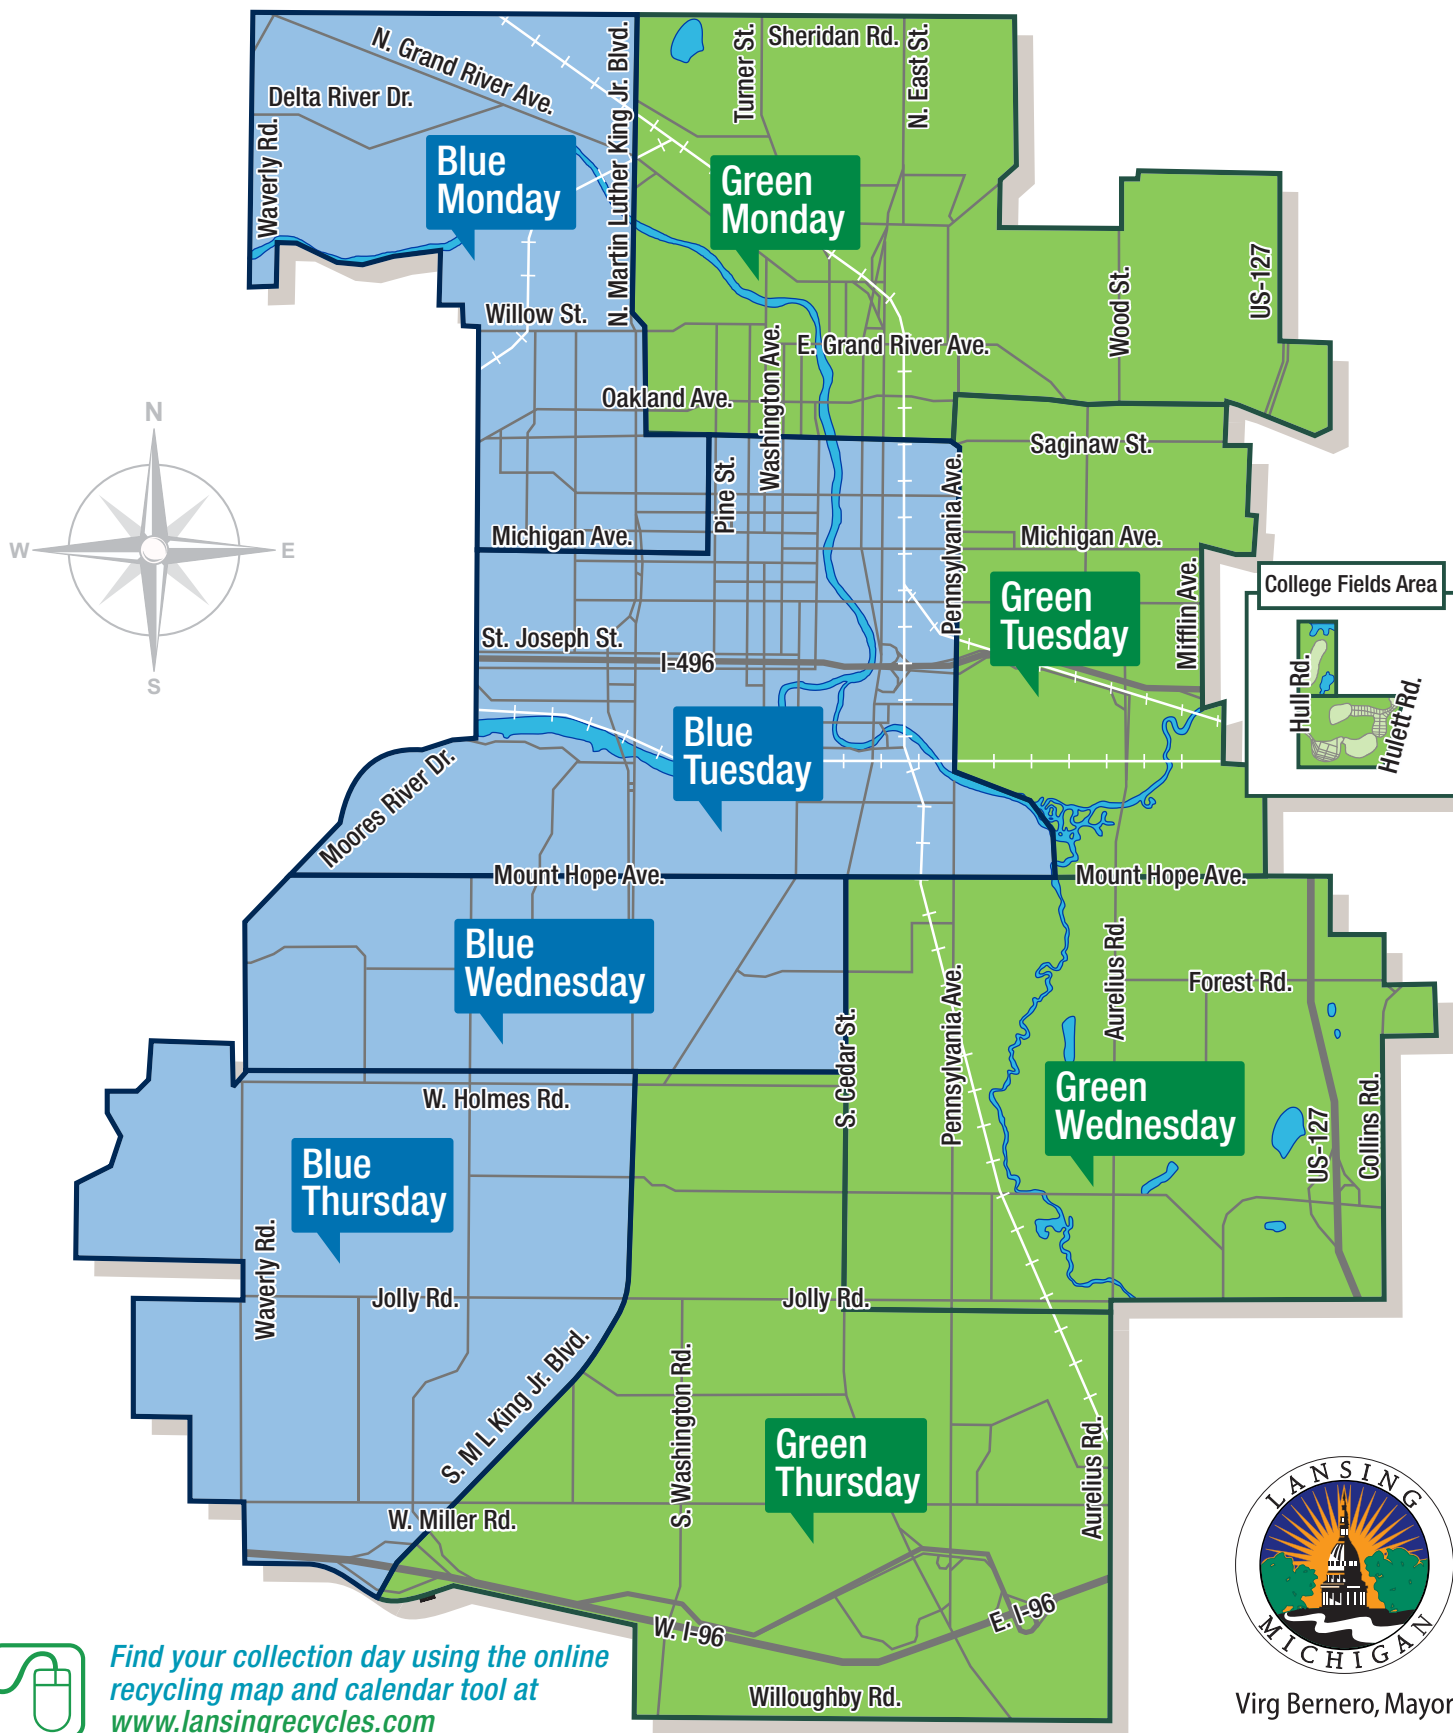 N. Grand River Ave.
Delta River Dr.
Waverly Rd.
N. Martin Luther King Jr. Blvd.
Turner St.
Sheridan Rd.
N. East St.
Blue
Monday
Green
Monday
Willow St.
Washington Ave.
E. Grand River Ave.
Wood St.
US-127
Oakland Ave.
Saginaw St.
Pine St.
Pennsylvania Ave.
Michigan Ave.
Michigan Ave.
N
W
E
S
Mifflin Ave.
College Fields Area
Hull Rd.
Hulett Rd.
Green
Tuesday
St. Joseph St.
I-496
Blue
Tuesday
Moores River Dr.
Mount Hope Ave.
Mount Hope Ave.
Blue
Wednesday
S. Cedar St.
Pennsylvania Ave.
Aurelius Rd.
Forest Rd.
Green
Wednesday
US-127
Collins Rd.
W. Holmes Rd.
Blue
Thursday
Waverly Rd.
Jolly Rd.
Jolly Rd.
S. M L King Jr. Blvd.
S. Washington Rd.
Green
Thursday
Aurelius Rd.
W. Miller Rd.
W. I-96
E. I-96
Willoughby Rd.
LANSING
MICHIGAN
Virg Bernero, Mayor
Find your collection day using the online
recycling map and calendar tool at
www.lansingrecycles.com